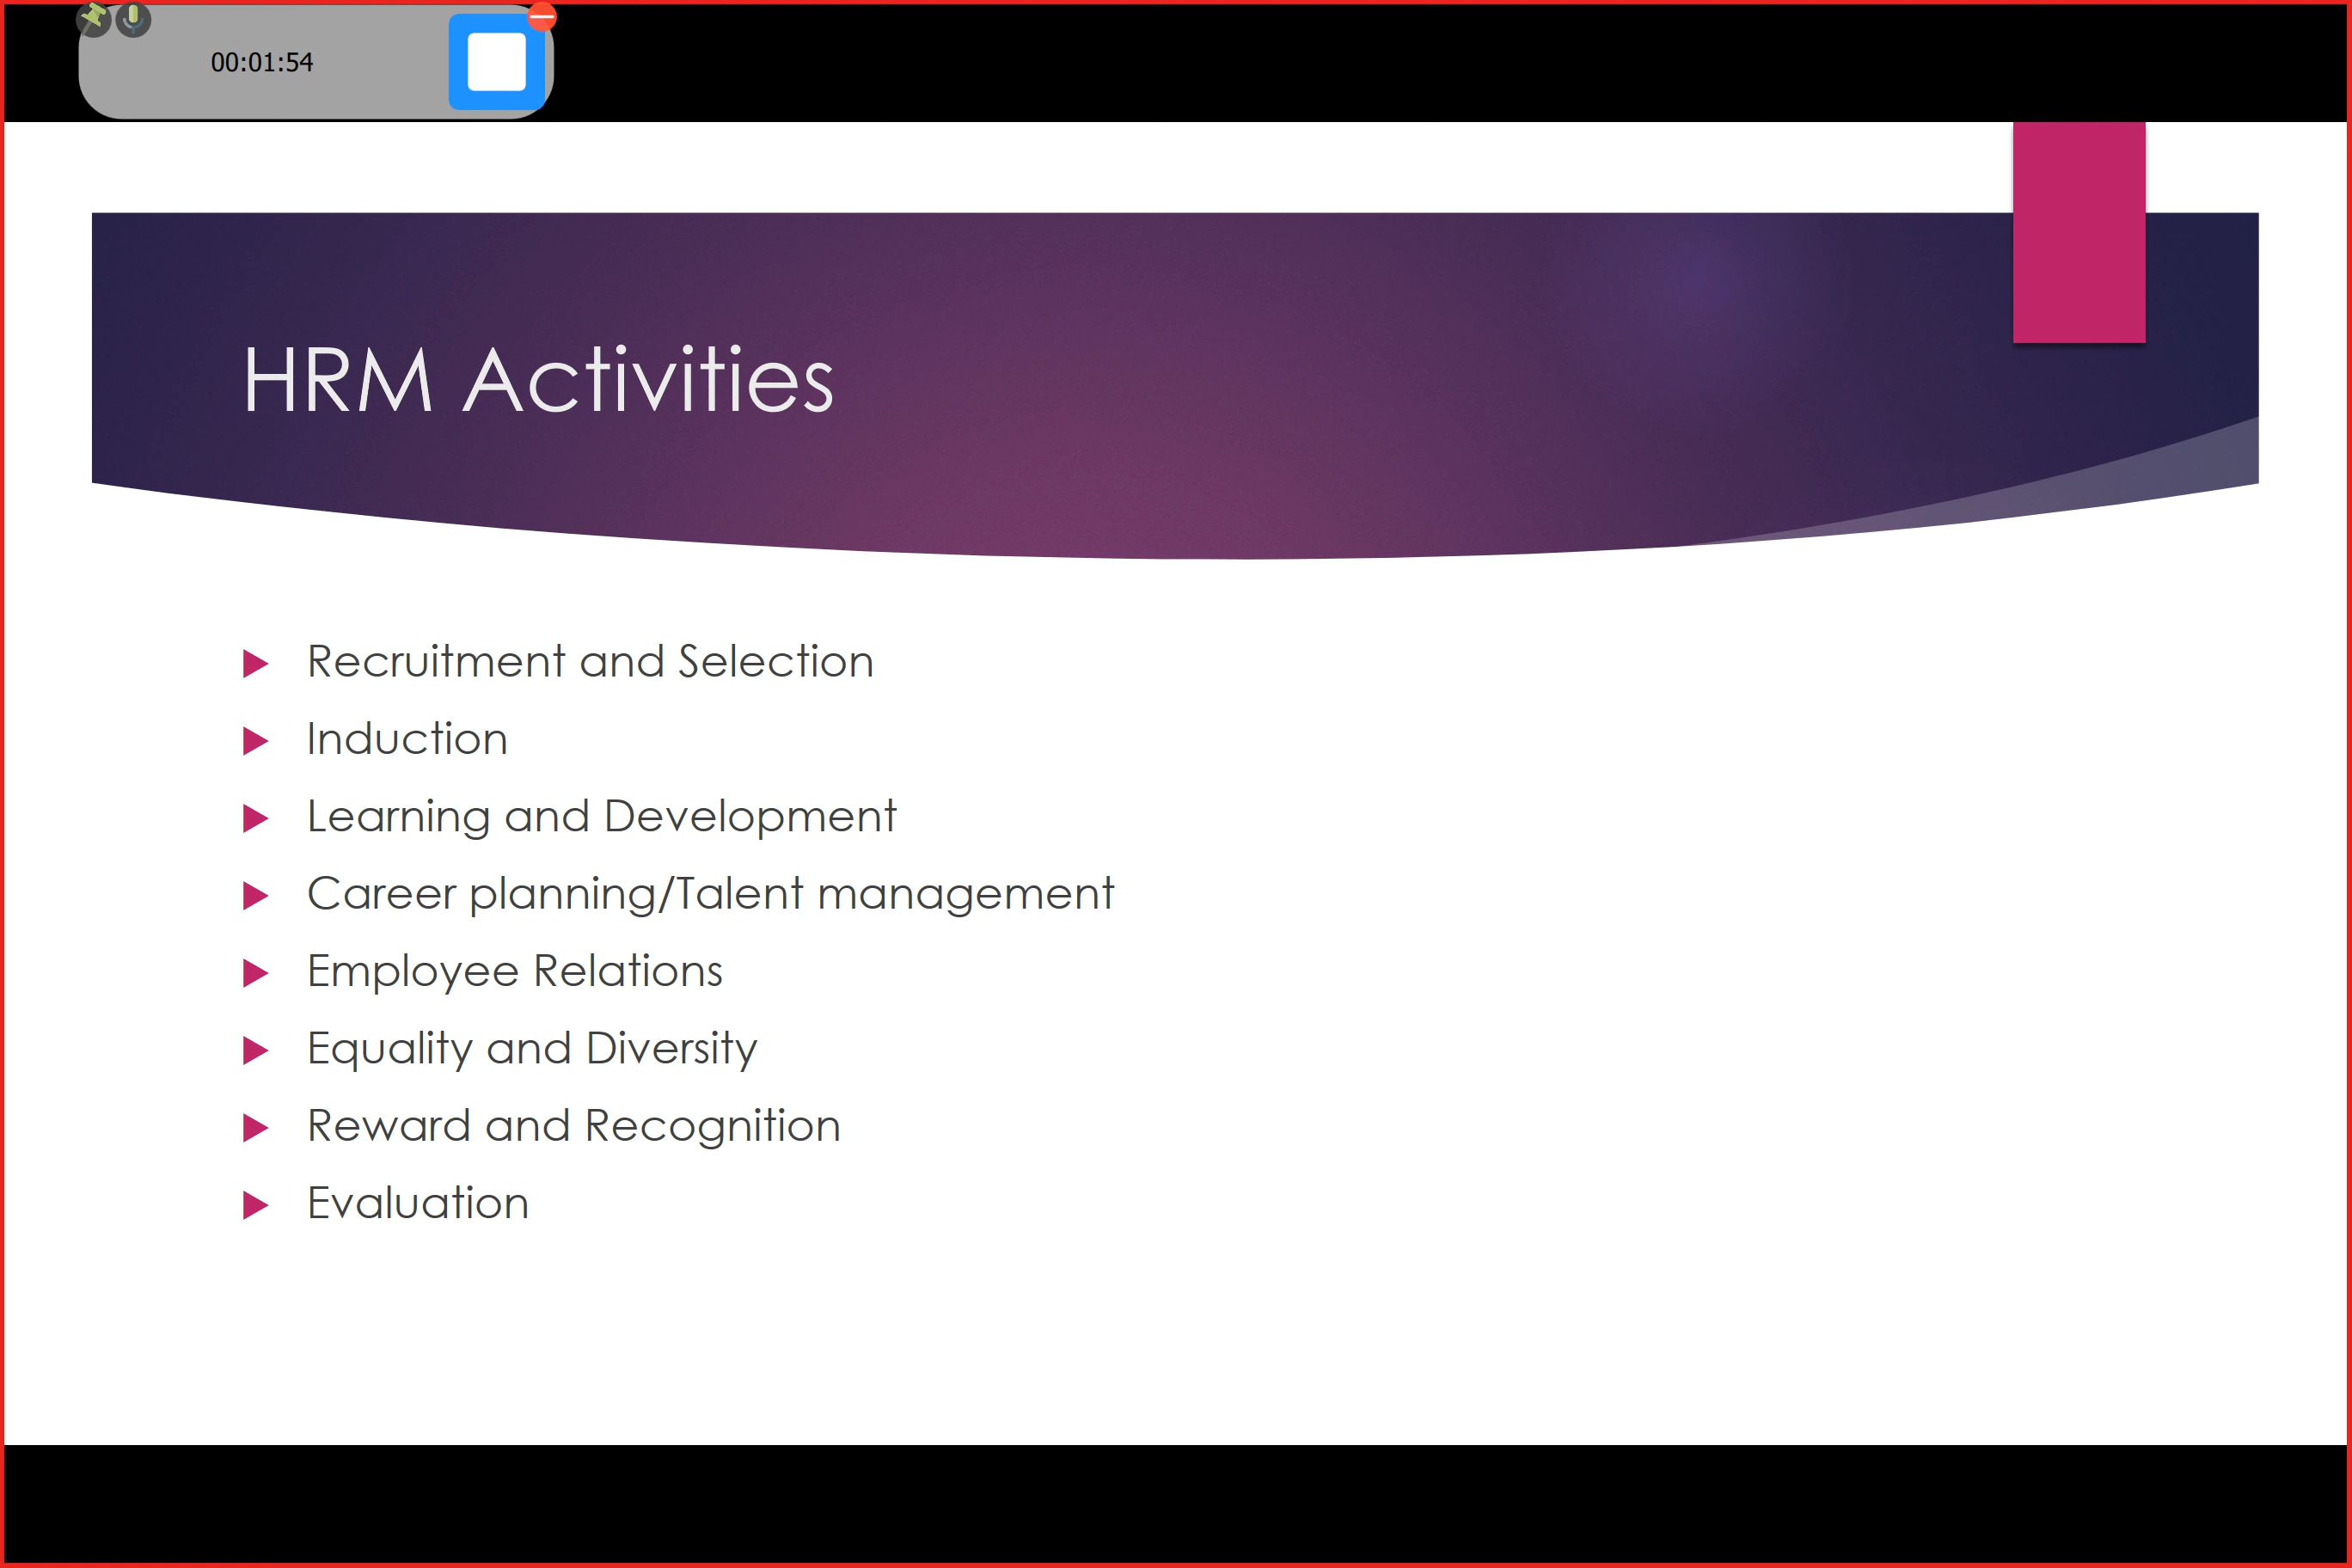 00:01:54
HRM Activities
Recruitment and Selection
Induction
Learning and Development
Career planning/Talent management
Employee Relations
Equality and Diversity
Reward and Recognition
Evaluation